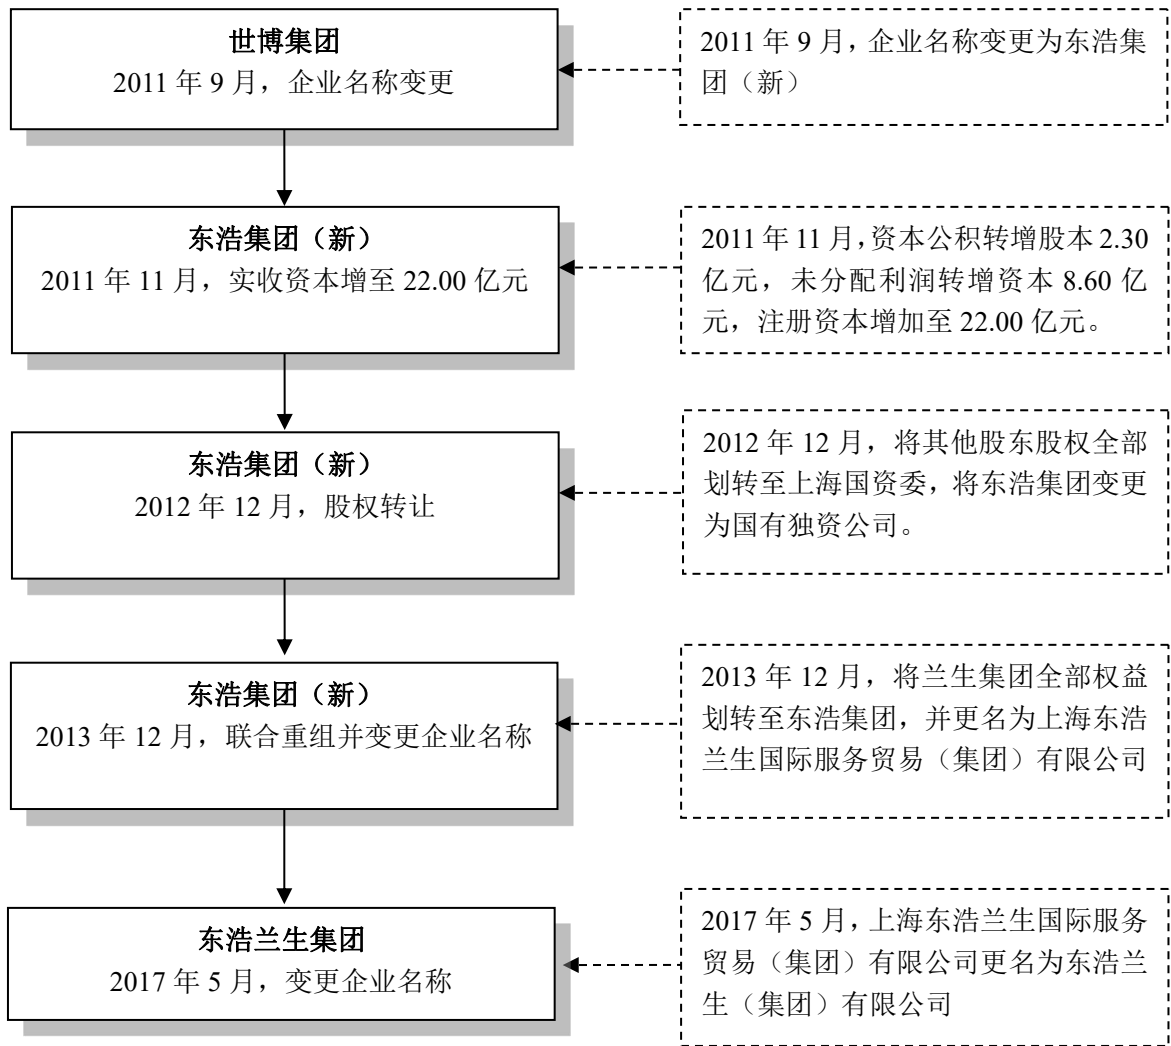 世博集团
2011 年 9 月，企业名称变更
2011 年 9 月，企业名称变更为东浩集
团（新）
东浩集团（新）
2011 年 11 月，实收资本增至 22.00 亿元
2011 年 11 月，资本公积转增股本 2.30
亿元，未分配利润转增资本 8.60 亿
元，注册资本增加至 22.00 亿元。
东浩集团（新）
2012 年 12 月，股权转让
2012 年 12 月，将其他股东股权全部
划转至上海国资委，将东浩集团变更
为国有独资公司。
东浩集团（新）
2013 年 12 月，联合重组并变更企业名称
2013 年 12 月，将兰生集团全部权益
划转至东浩集团，并更名为上海东浩
兰生国际服务贸易（集团）有限公司
东浩兰生集团
2017 年 5 月，变更企业名称
2017 年 5 月，上海东浩兰生国际服务
贸易（集团）有限公司更名为东浩兰
生（集团）有限公司